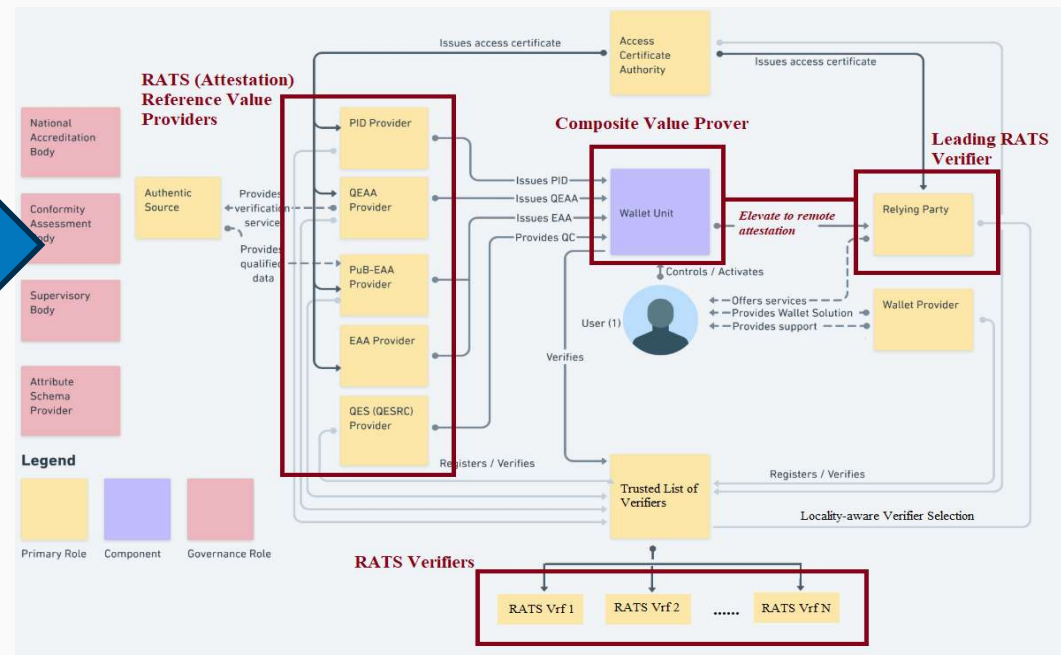 Issues access certificate
Access
Certificate
Authority
Issues access certificate
RATS (Attestation)
Reference Value
Providers
Composite Value Prover
Leading RATS
Verifier
National
Accreditation
Body
Conformity
Assessment
Body
Supervisory
Body
Attribute
Schema
Provider
Authentic
Source
Provides
verification
service
Provides
qualified
data
PID Provider
QEAA
Provider
PuB-EAA
Provider
EAA Provider
QES (QESRC)
Provider
Issues PID
Issues QEAA
Issues EAA
Provides QC
Wallet Unit
Elevate to remote
attestation
Relying Party
Controls / Activates
User (1)
Offers services
Provides Wallet Solution
Provides support
Wallet Provider
Verifies
Legend
Primary Role
Component
Governance Role
Registers / Verifies
Trusted List of
Verifiers
Registers / Verifies
Locality-aware Verifier Selection
RATS Verifiers
RATS Vrf 1
RATS Vrf 2
......
RATS Vrf N